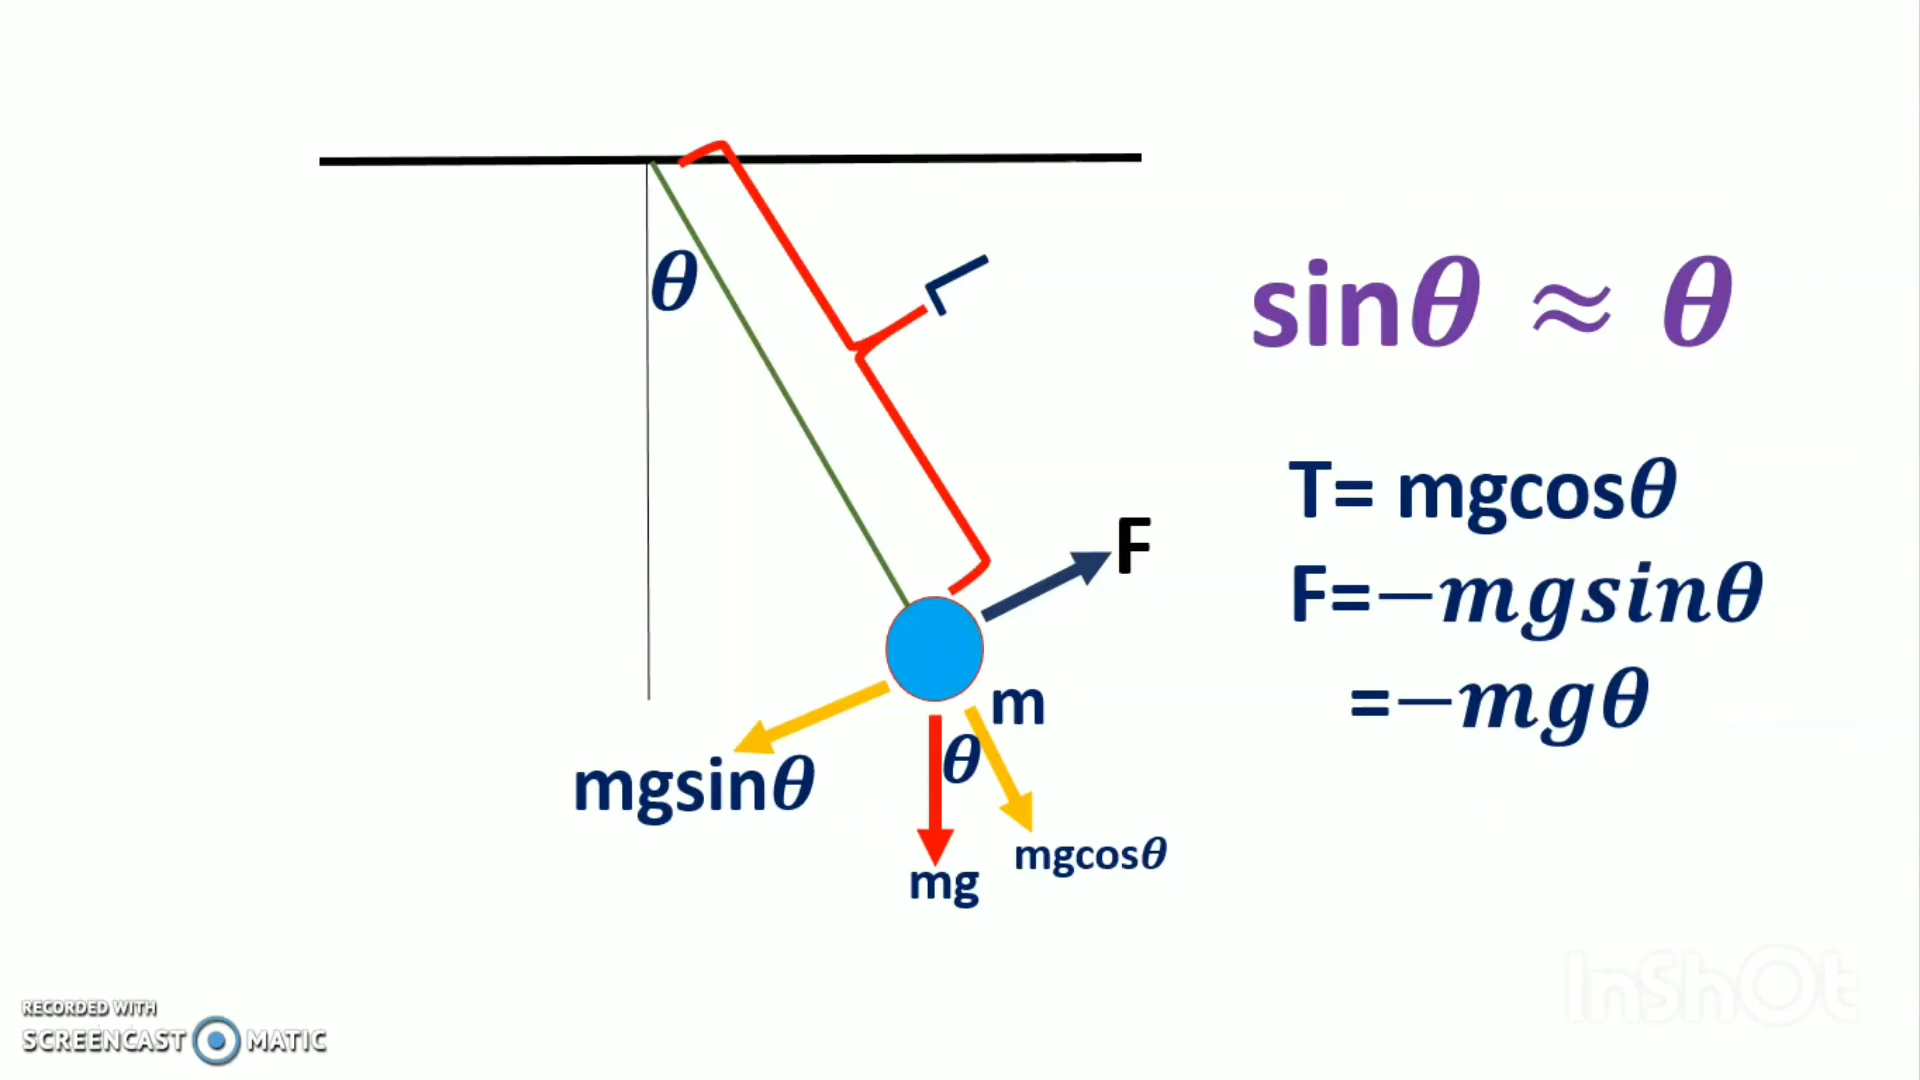 θ
L
sinθ ≈ θ
F
T= mgcosθ
F=−mgsinθ
=−mgθ
m
θ
mgsinθ
mgcosθ
mg
InShOt
RECORDED WITH
SCREENCAST MATIC